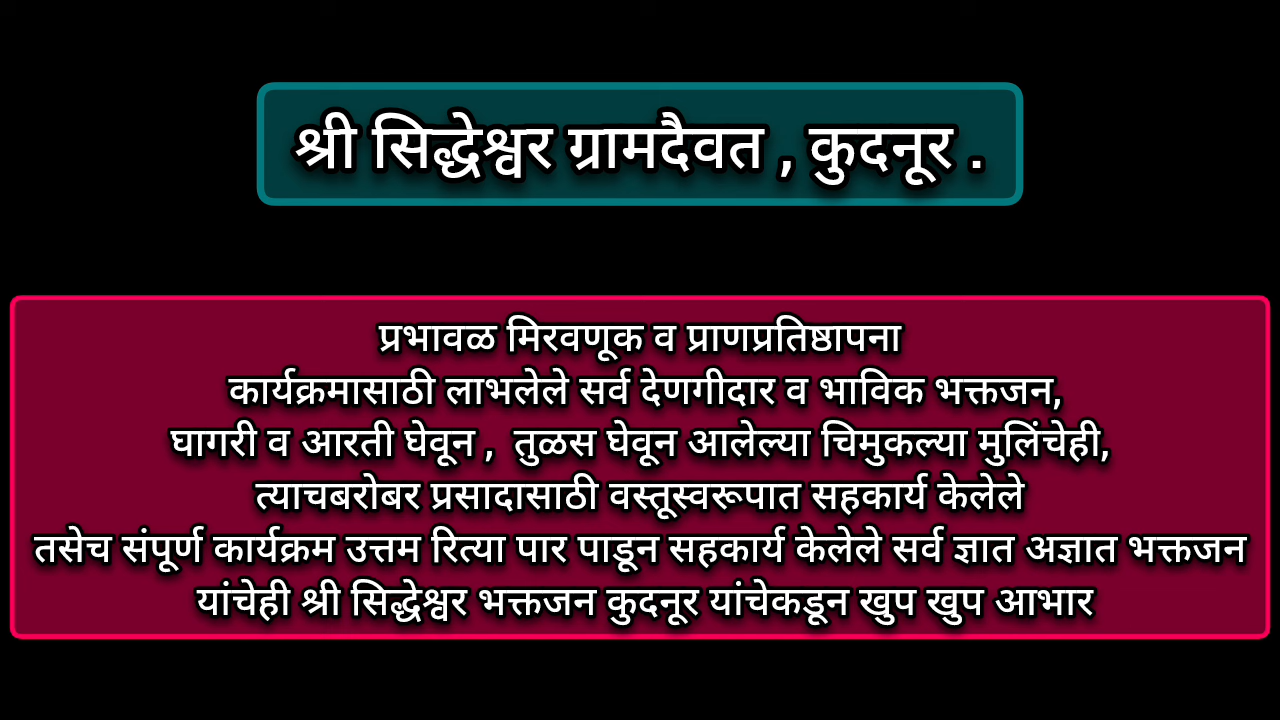 श्री सिद्धेश्वर ग्रामदैवत , कुदनूर .
प्रभावळ मिरवणूक व प्राणप्रतिष्ठापना
कार्यक्रमासाठी लाभलेले सर्व देणगीदार व भाविक भक्तजन,
घागरी व आरती घेवून , तुळस घेवून आलेल्या चिमुकल्या मुलिंचेही,
त्याचबरोबर प्रसादासाठी वस्तूस्वरूपात सहकार्य केलेले
तसेच संपूर्ण कार्यक्रम उत्तम रित्या पार पाडून सहकार्य केलेले सर्व ज्ञात अज्ञात भक्तजन
यांचेही श्री सिद्धेश्वर भक्तजन कुदनूर यांचेकडून खुप खुप आभार